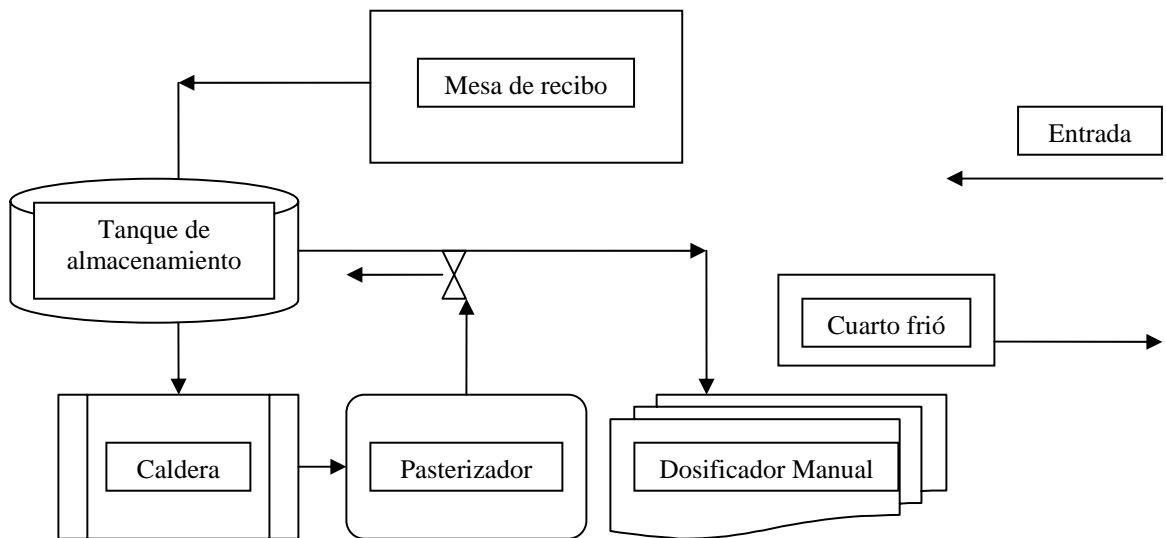 Mesa de recibo
Entrada
Tanque de
almacenamiento
Cuarto frió
Caldera
Pasterizador
Dosificador Manual